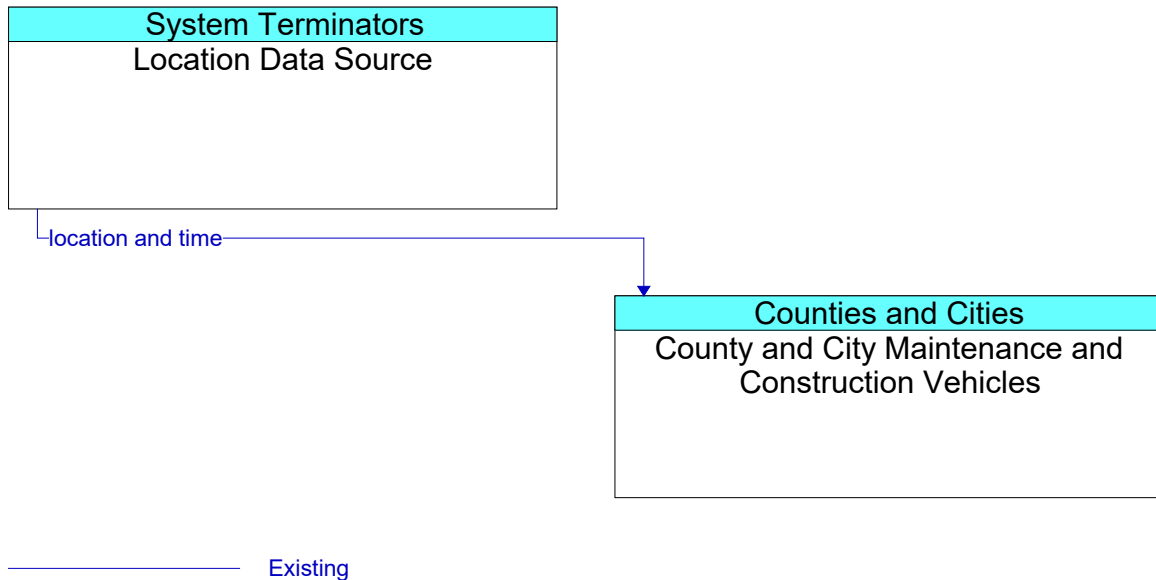 System Terminators
Location Data Source
location and time
Counties and Cities
County and City Maintenance and
Construction Vehicles
Existing